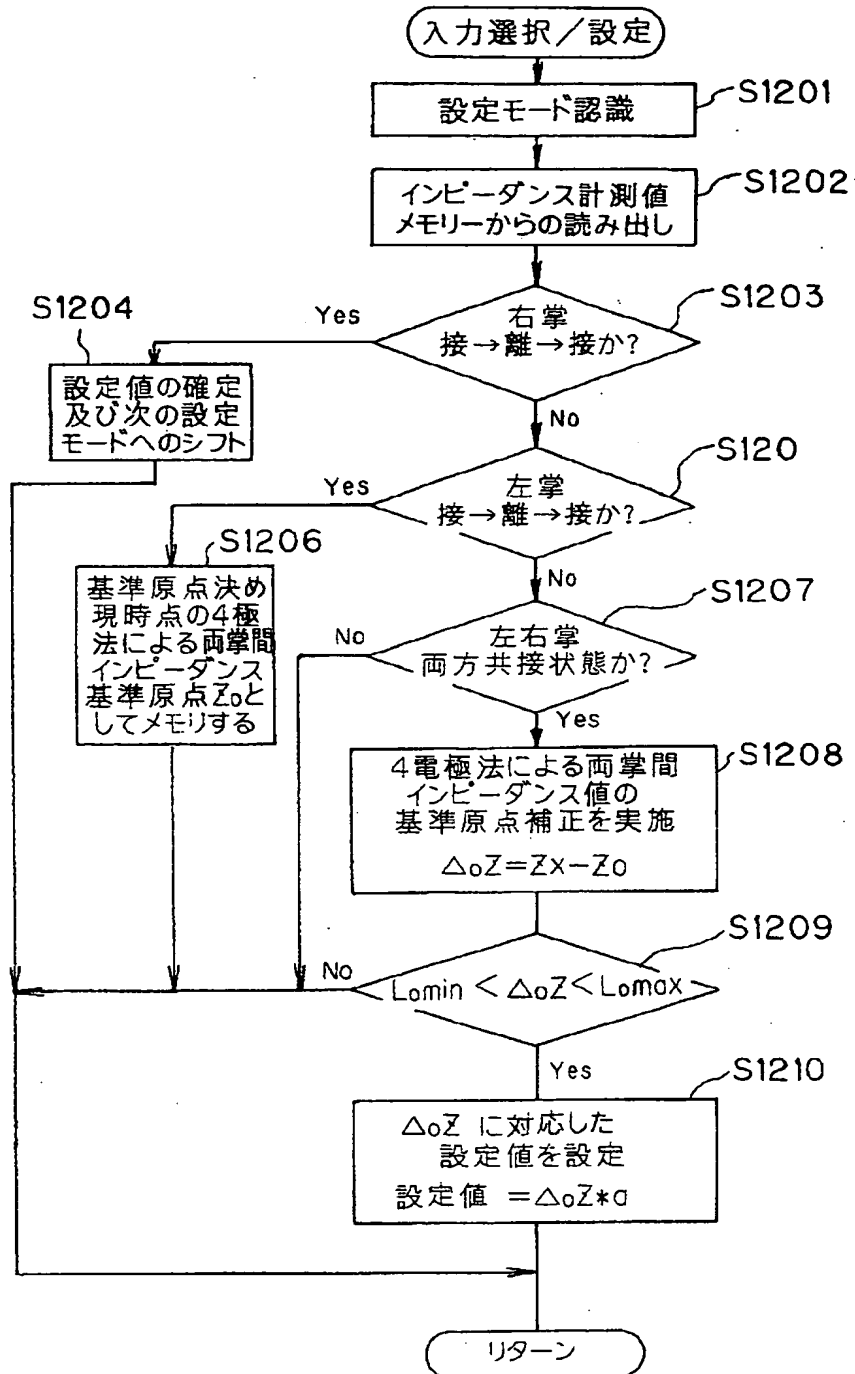 入力選択／設定
S1201
設定モード認識
S1202
インピーダンス計測値
メモリーからの読み出し
S1203
右掌
接→離→接か?
Yes
No
S1204
設定値の確定
及び次の設定
モードへのシフト
S120
左掌
接→離→接か?
Yes
No
S1206
基準原点決め
現時点の4極
法による両掌間
インピーダンス
基準原点Z0と
してメモリする
S1207
左右掌
両方共接状態か?
No
Yes
S1208
4電極法による両掌間
インピーダンス値の
基準原点補正を実施
△0Z=Zx-Z0
S1209
L0min < △0Z < L0max
No
Yes
S1210
△0Z に対応した
設定値を設定
設定値 =△0Z*a
リターン